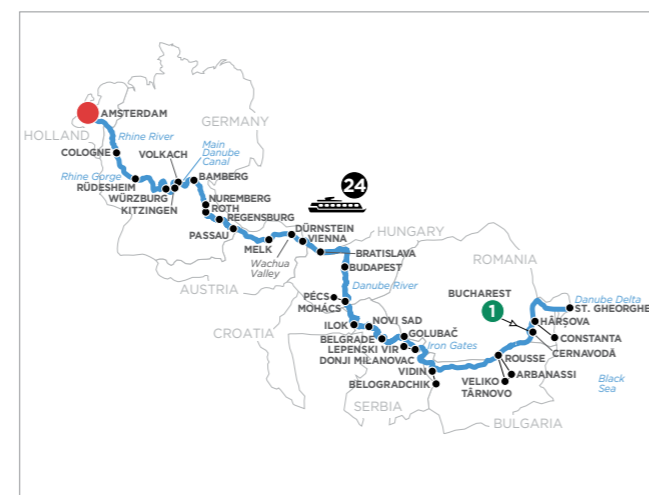 AMSTERDAM
GERMANY
HOLLAND
Rhine River
Main
Danube
Canal
VOLKACH
COLOGNE
Rhine Gorge
BAMBERG
RÜDESHEIM
WÜRZBURG
KITZINGEN
NUREMBERG
ROTH
REGENSBURG
24
PASSAU
DÜRNSTEIN
VIENNA
HUNGARY
MELK
Wachua
Valley
BRATISLAVA
ROMANIA
BUDAPEST
AUSTRIA
Danube River
BUCHAREST
1
Danube Delta
ST. GHEORGHE
PÉCS
MOHÁCS
HÂRŞOVA
CROATIA
ILOK
NOVI SAD
GOLUBAČ
CONSTANTA
BELGRADE
Iron Gates
CERNAVODĂ
LEPENSKI VIR
DONJI MILANOVAC
ROUSSE
VIDIN
ARBANASSI
BELOGRADCHIK
VELIKO
TÂRNOVO
Black
Sea
SERBIA
BULGARIA